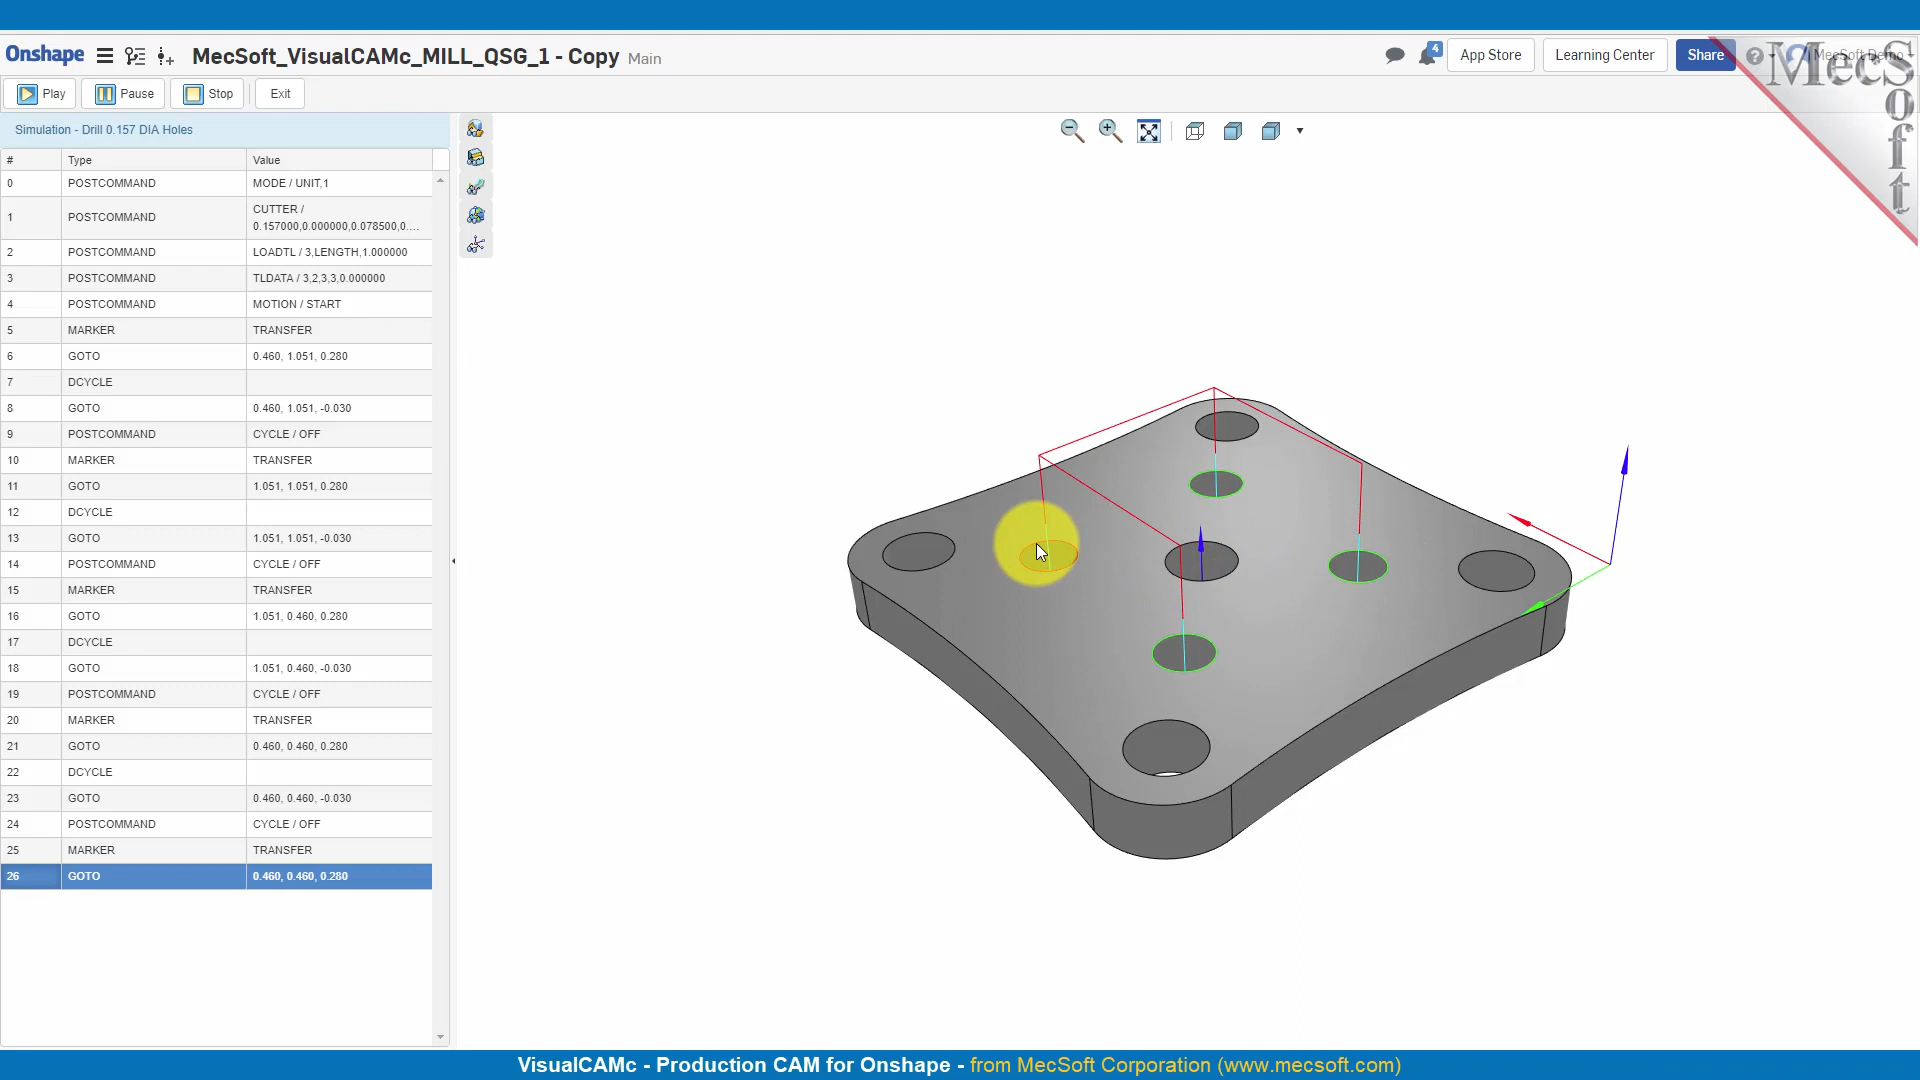 Onshape MecSoft_VisualCAMc_MILL_QSG_1 - Copy Main 4 App Store Learning Center Share MecSoft Demo
MecSoft
Play Pause Stop Exit
Simulation - Drill 0.157 DIA Holes
# Type Value
0 POSTCOMMAND MODE / UNIT,1
1 POSTCOMMAND CUTTER /
0.157000,0.000000,0.078500,0....
2 POSTCOMMAND LOADTL / 3,LENGTH,1.000000
3 POSTCOMMAND TLDATA / 3,2,3,3,0.000000
4 POSTCOMMAND MOTION / START
5 MARKER TRANSFER
6 GOTO 0.460, 1.051, 0.280
7 DCYCLE
8 GOTO 0.460, 1.051, -0.030
9 POSTCOMMAND CYCLE / OFF
10 MARKER TRANSFER
11 GOTO 1.051, 1.051, 0.280
12 DCYCLE
13 GOTO 1.051, 1.051, -0.030
14 POSTCOMMAND CYCLE / OFF
15 MARKER TRANSFER
16 GOTO 1.051, 0.460, 0.280
17 DCYCLE
18 GOTO 1.051, 0.460, -0.030
19 POSTCOMMAND CYCLE / OFF
20 MARKER TRANSFER
21 GOTO 0.460, 0.460, 0.280
22 DCYCLE
23 GOTO 0.460, 0.460, -0.030
24 POSTCOMMAND CYCLE / OFF
25 MARKER TRANSFER
26 GOTO 0.460, 0.460, 0.280
VisualCAMc - Production CAM for Onshape - from MecSoft Corporation (www.mecsoft.com)